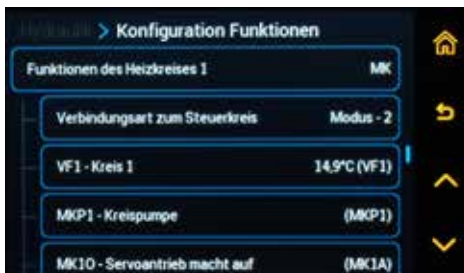 > Konfiguration Funktionen
Funktionen des Heizkreises 1 MK
Verbindungsart zum Steuerkreis Modus - 2
VF1 - Kreis 1 14,9°C (VF1)
MKP1 - Kreispumpe (MKP1)
MK1O - Servoantrieb macht auf (MK1A)